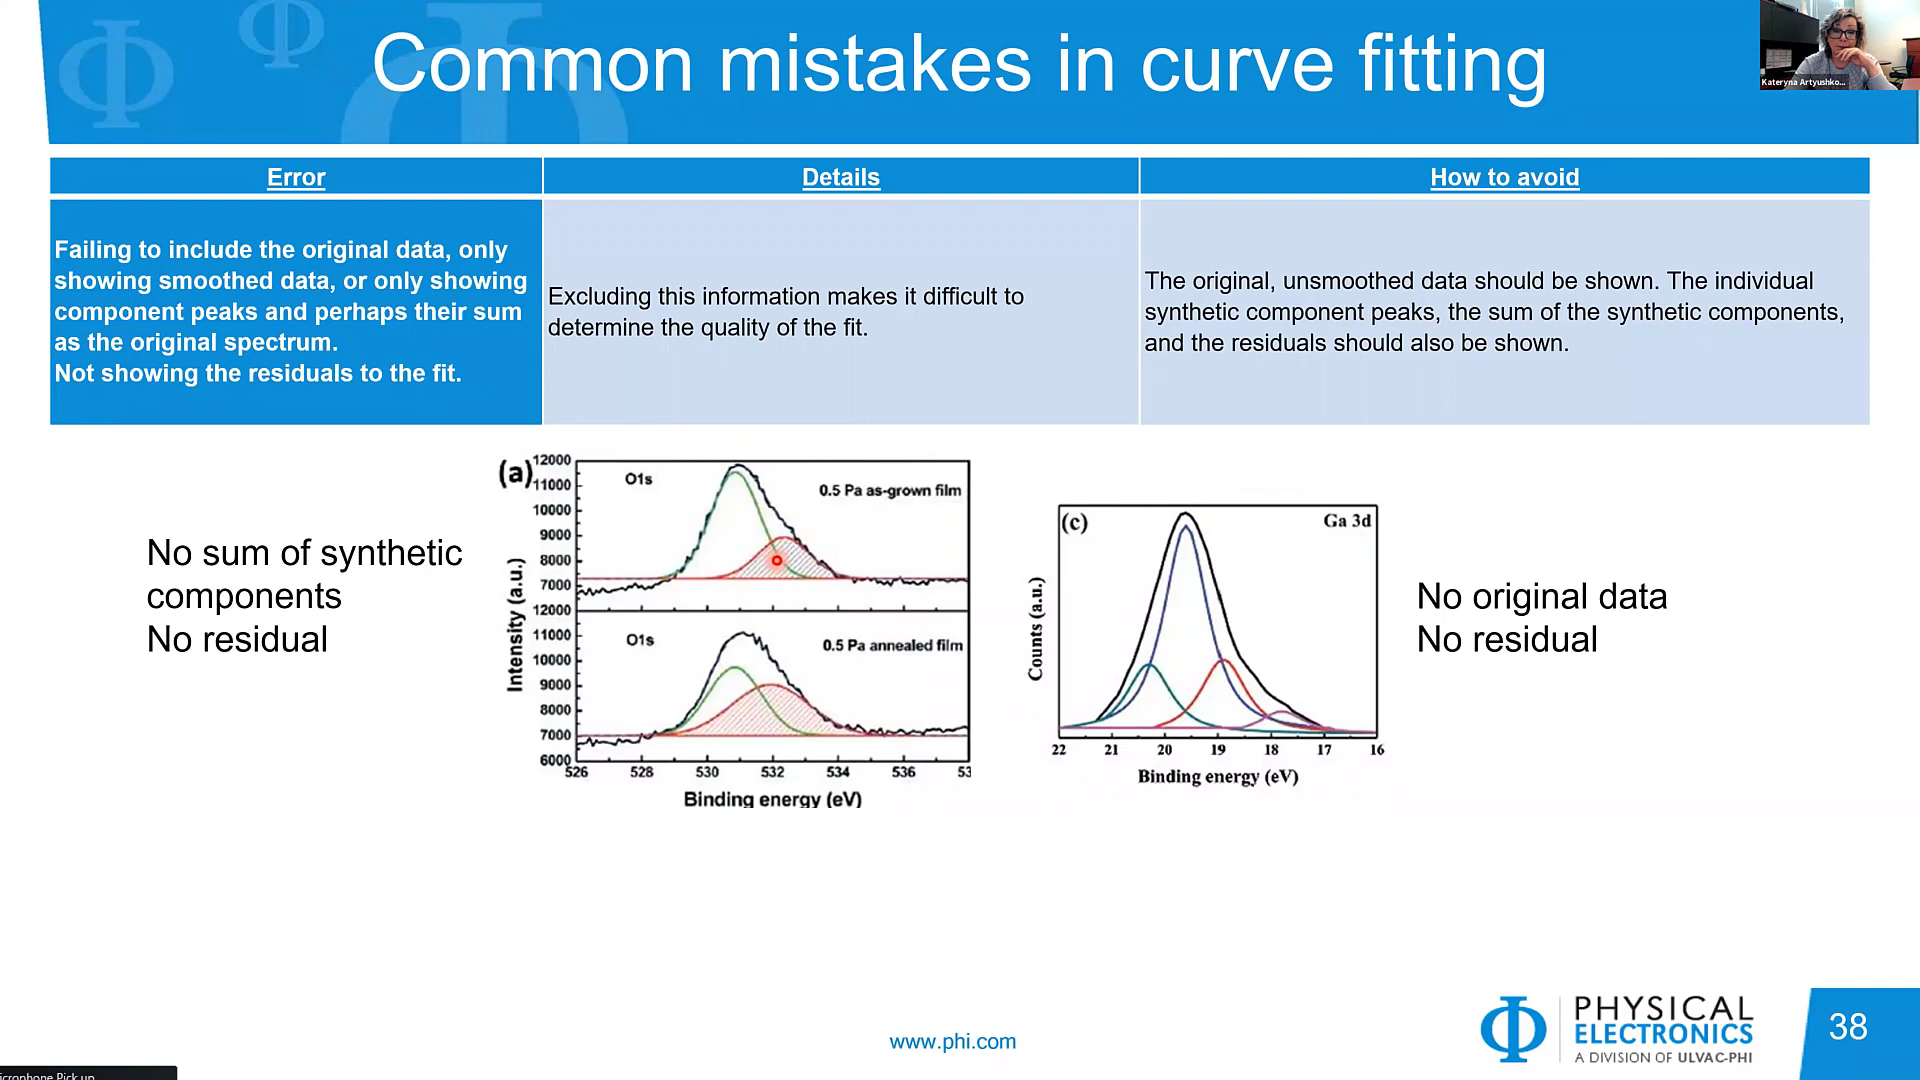 Common mistakes in curve fitting
Kateryna Artyushko...
Error
Details
How to avoid
Failing to include the original data, only
showing smoothed data, or only showing
component peaks and perhaps their sum
as the original spectrum.
Not showing the residuals to the fit.
Excluding this information makes it difficult to
determine the quality of the fit.
The original, unsmoothed data should be shown. The individual
synthetic component peaks, the sum of the synthetic components,
and the residuals should also be shown.
No sum of synthetic
components
No residual
(a)
12000
11000
10000
9000
8000
7000
O1s
0.5 Pa as-grown film
12000
11000
10000
9000
8000
7000
6000
O1s
0.5 Pa annealed film
Intensity (a.u.)
526 528 530 532 534 536 53
Binding energy (eV)
(c)
Ga 3d
Counts (a.u.)
22 21 20 19 18 17 16
Binding energy (eV)
No original data
No residual
www.phi.com
Φ PHYSICAL
ELECTRONICS
A DIVISION OF ULVAC-PHI
38
icrophone Pick up